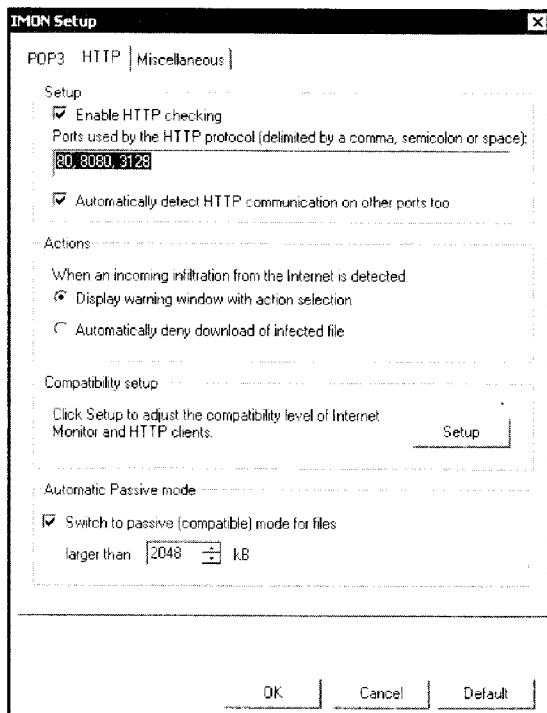 IMON Setup
POP3 HTTP Miscellaneous
Setup
Enable HTTP checking
Ports used by the HTTP protocol (delimited by a comma, semicolon or space):
80, 8080, 3128
Automatically detect HTTP communication on other ports too
Actions
When an incoming infiltration from the Internet is detected
Display warning window with action selection
Automatically deny download of infected file
Compatibility setup
Click Setup to adjust the compatibility level of Internet
Monitor and HTTP clients.
Setup
Automatic Passive mode
Switch to passive (compatible) mode for files
larger than 2048 kB
OK Cancel Default